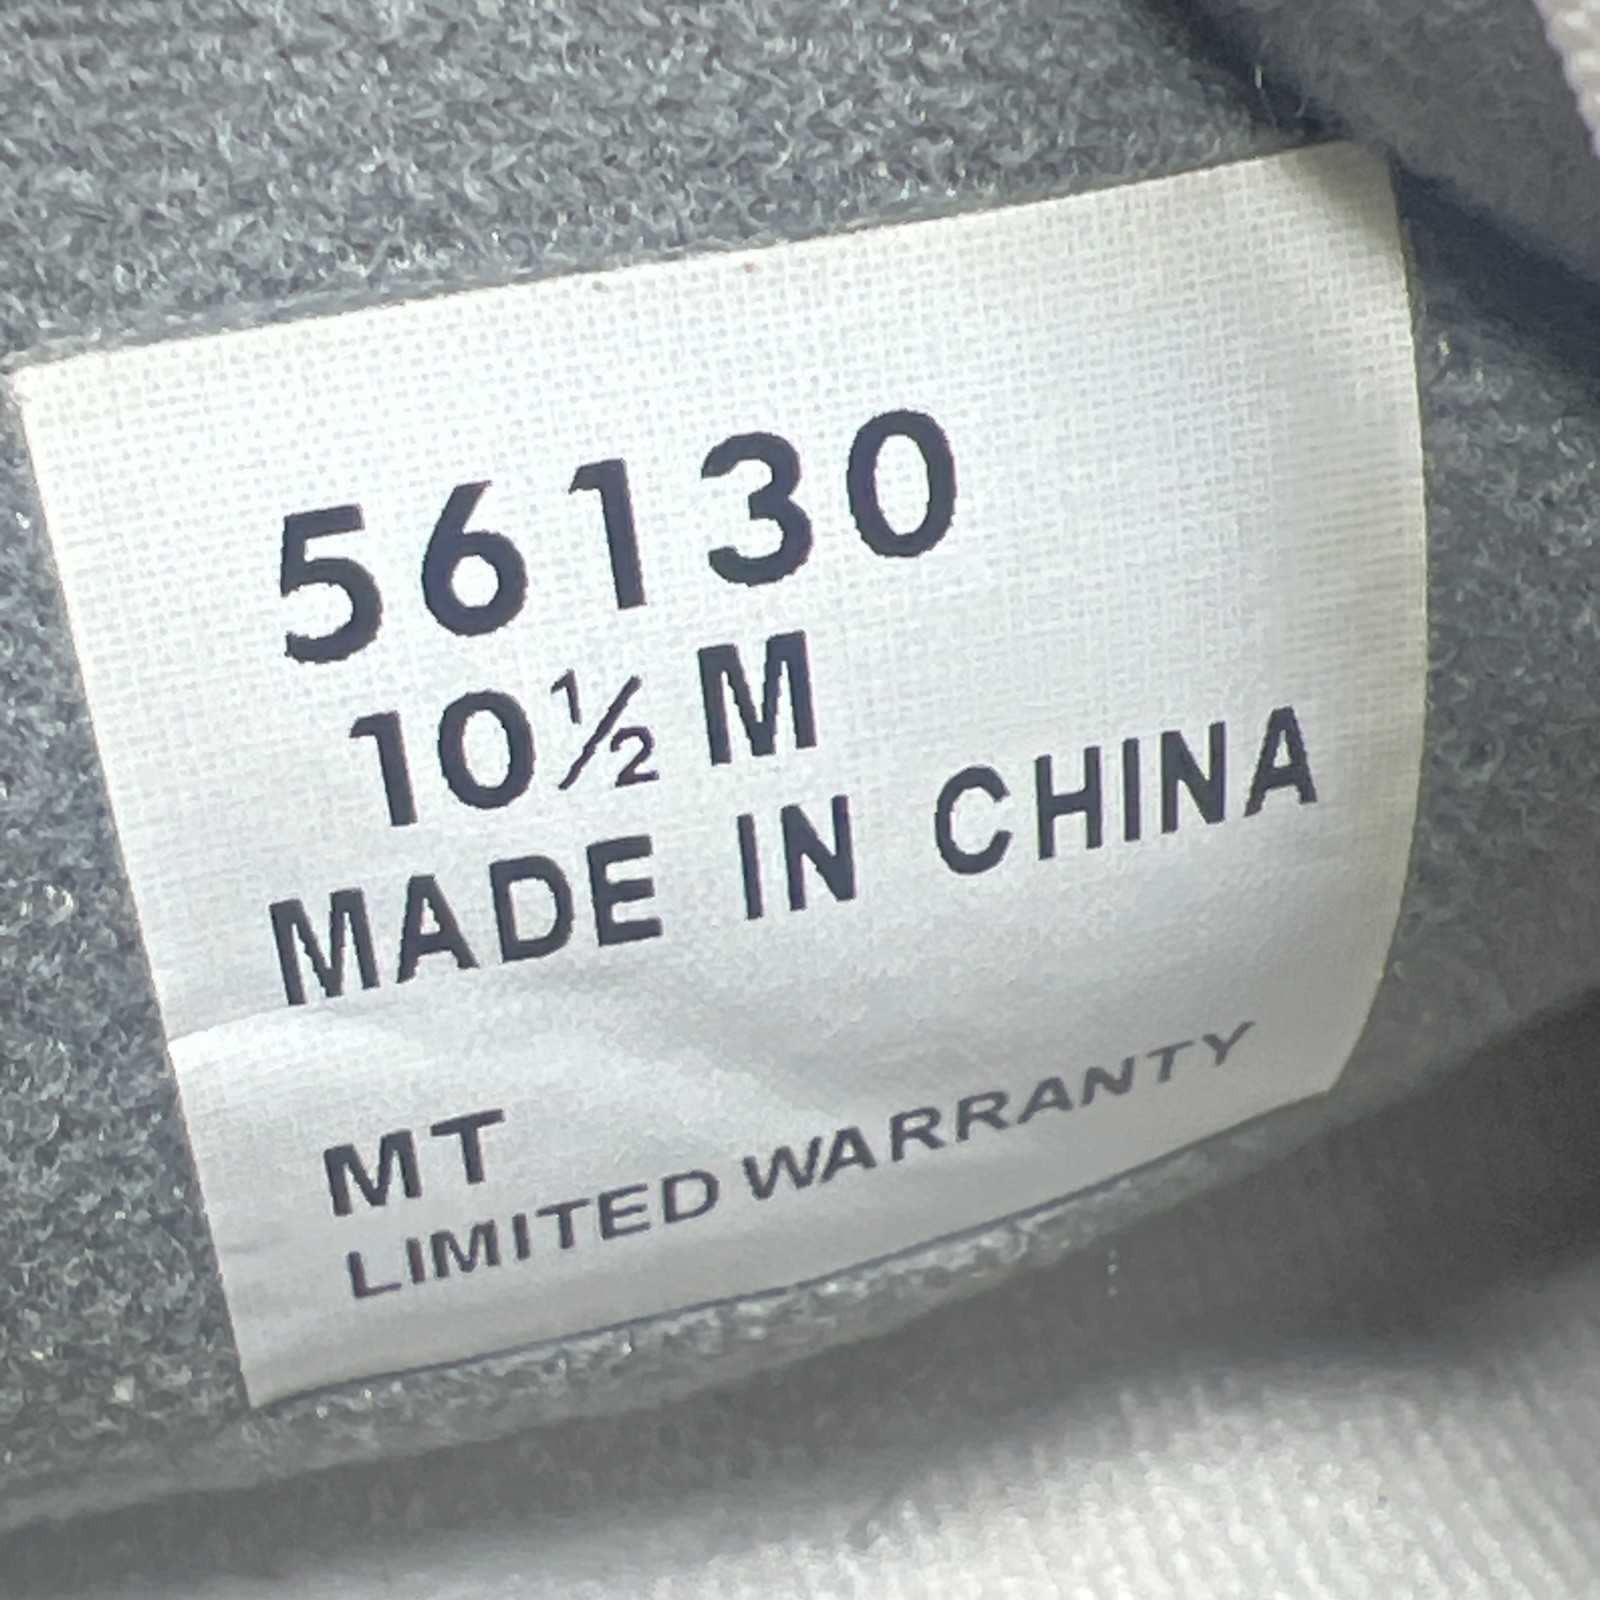 56130
10½ M
MADE IN CHINA
MT
LIMITED WARRANTY